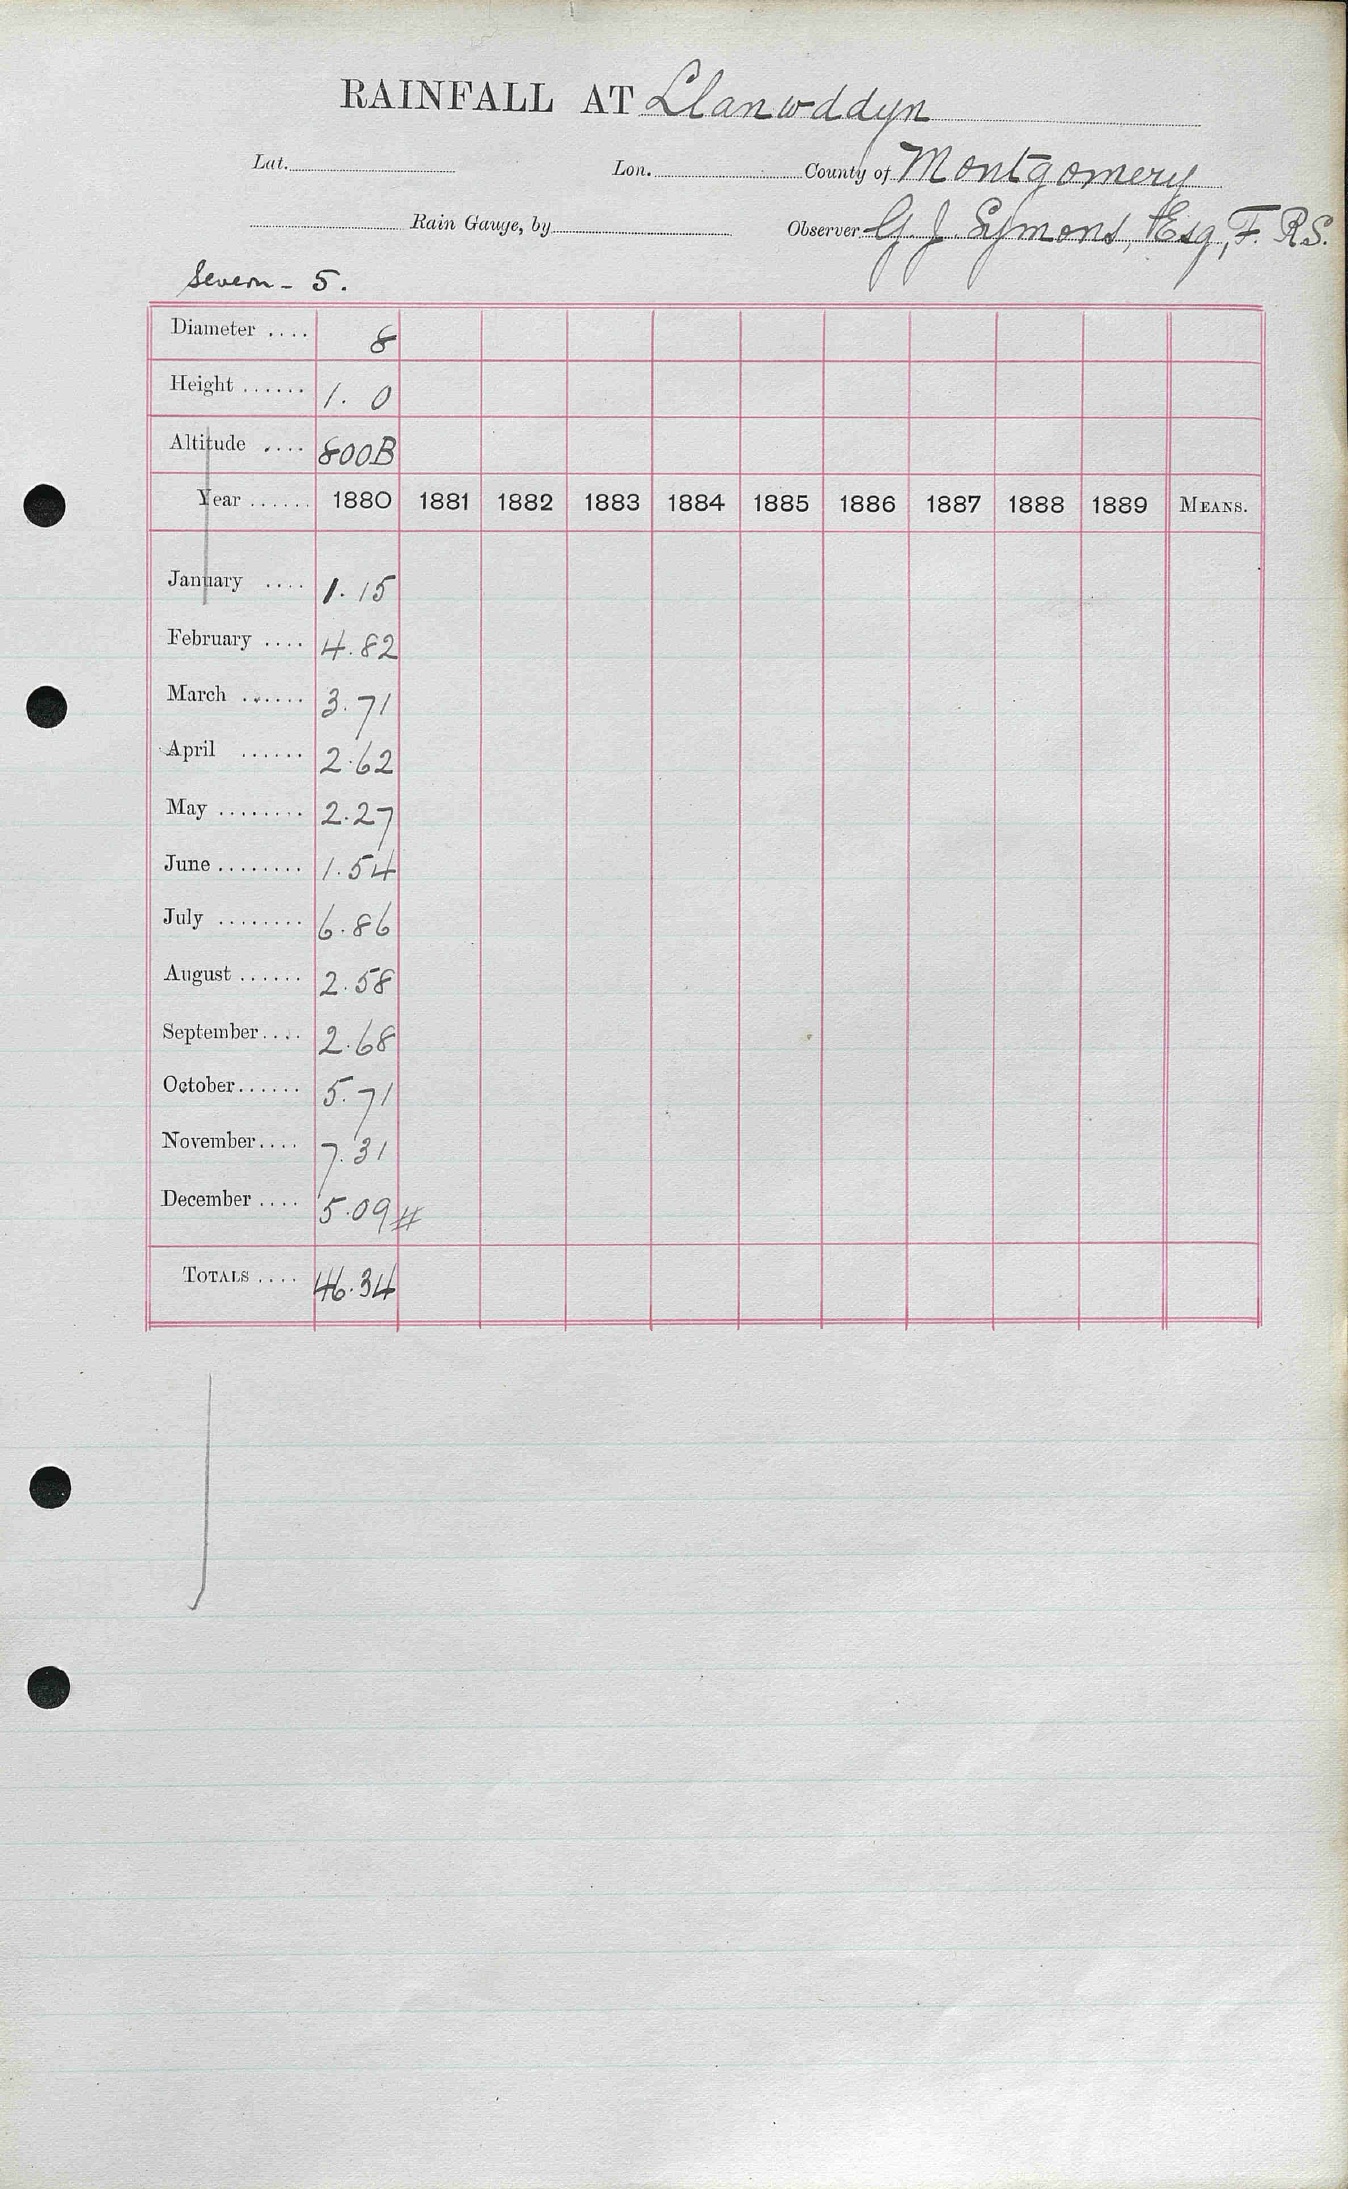 RAINFALL AT Llanwddyn
Lat. Lon. County of Montgomery
Rain Gauge, by Observer G. J. Symons, Esq., F. R.S.
Severn - 5.
Diameter .... 8
Height ...... 1. 0
Altitude .... 800B
Year ...... 1880 1881 1882 1883 1884 1885 1886 1887 1888 1889 MEANS.
January .... 1.15
February .... 4.82
March ...... 3.71
April ...... 2.62
May ........ 2.27
June ........ 1.54
July ........ 6.86
August ...... 2.58
September.... 2.68
October...... 5.71
November.... 7.31
December .... 5.09#
TOTALS .... 46.34